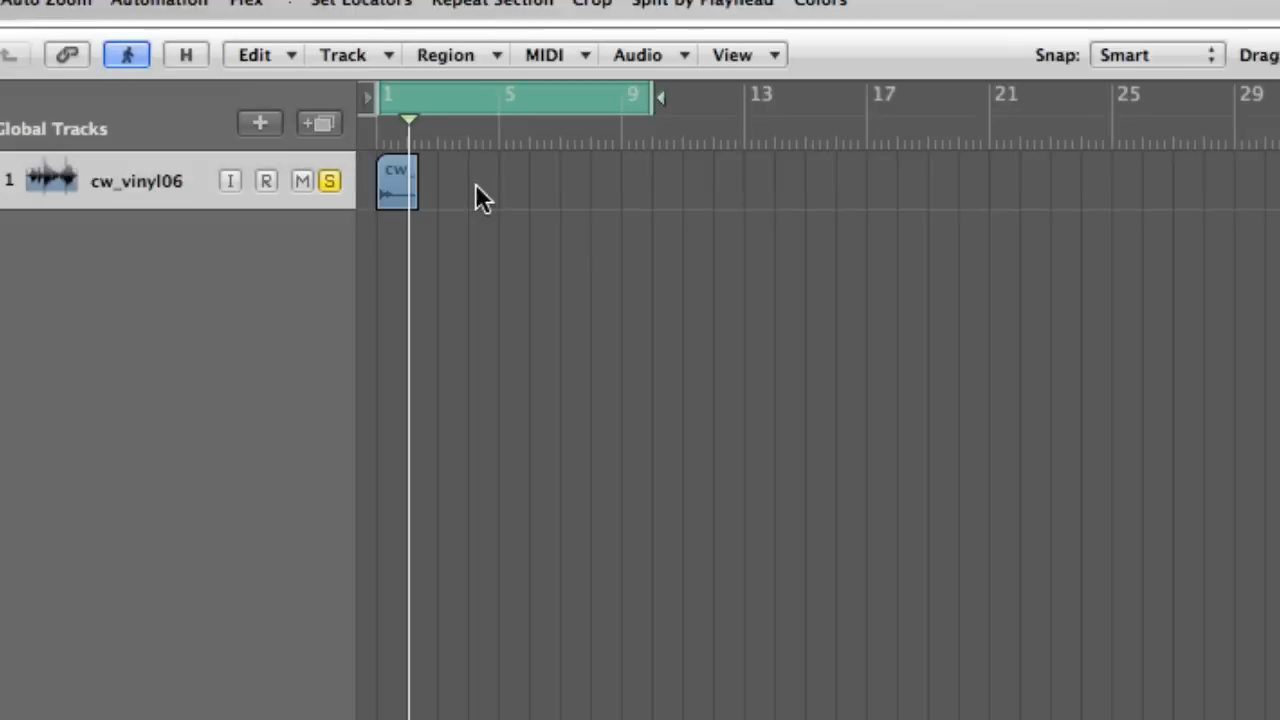 Auto Zoom Automation Flex Set Locators Repeat Section Crop Split by Playhead Colors
H Edit Track Region MIDI Audio View Snap: Smart Drag
1 5 9 13 17 21 25 29
Global Tracks
1 cw_vinyl06 I R M S cw_